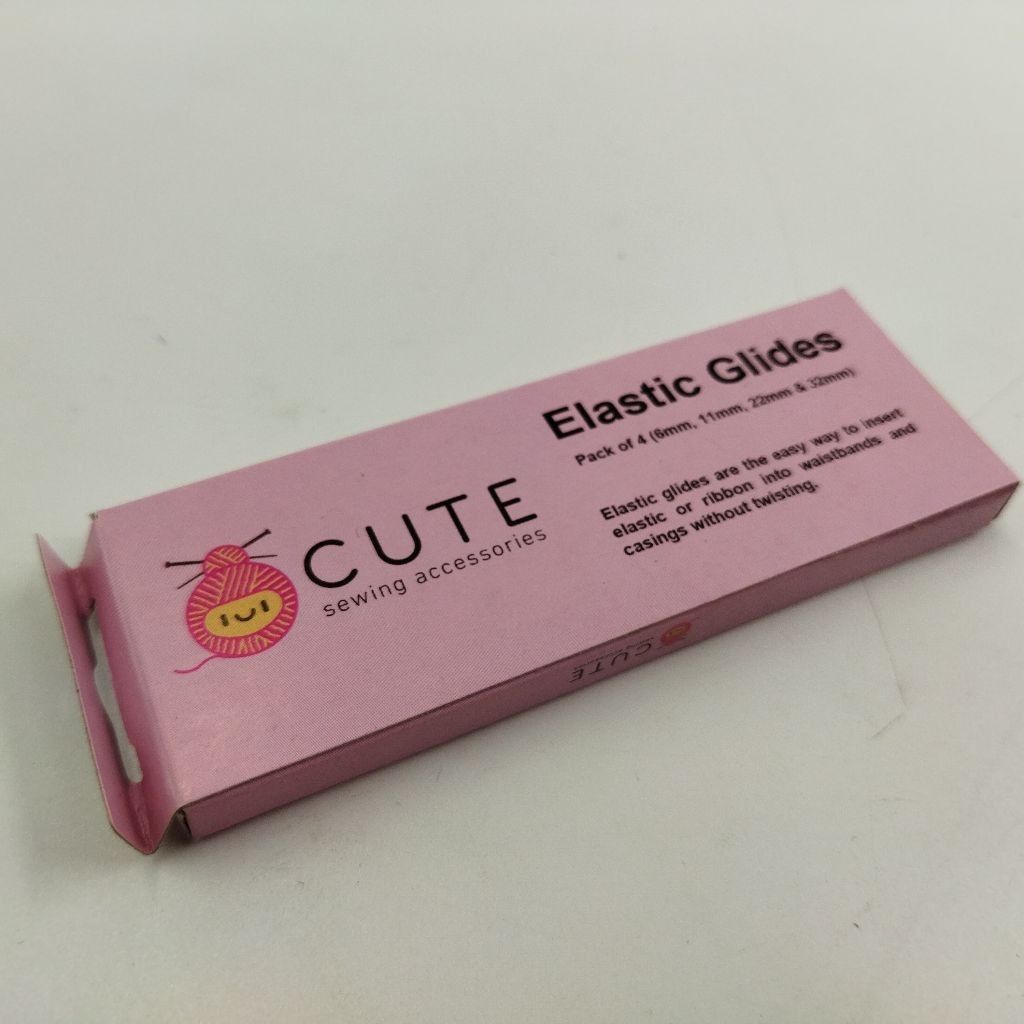 Elastic Glides
Pack of 4 (6mm, 11mm, 22mm & 32mm)
Elastic glides are the easy way to insert
elastic or ribbon into waistbands and
casings without twisting.
CUTE
sewing accessories
CUTE